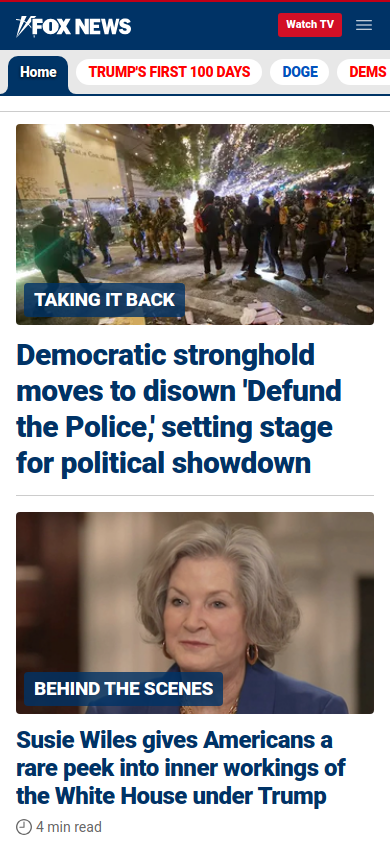 FOX NEWS
Watch TV
Home
TRUMP'S FIRST 100 DAYS
DOGE
DEMS
TAKING IT BACK
Democratic stronghold
moves to disown 'Defund
the Police,' setting stage
for political showdown
BEHIND THE SCENES
Susie Wiles gives Americans a
rare peek into inner workings of
the White House under Trump
4 min read